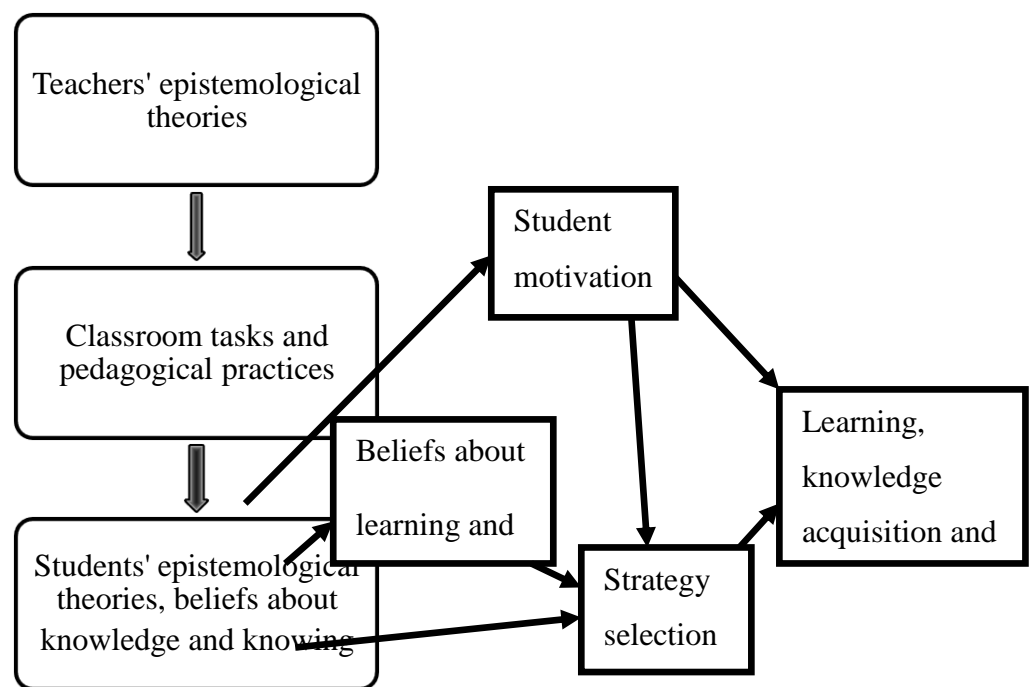 Teachers' epistemological
theories
Classroom tasks and
pedagogical practices
Students' epistemological
theories, beliefs about
knowledge and knowing
Student
motivation
Beliefs about
learning and
Strategy
selection
Learning,
knowledge
acquisition and